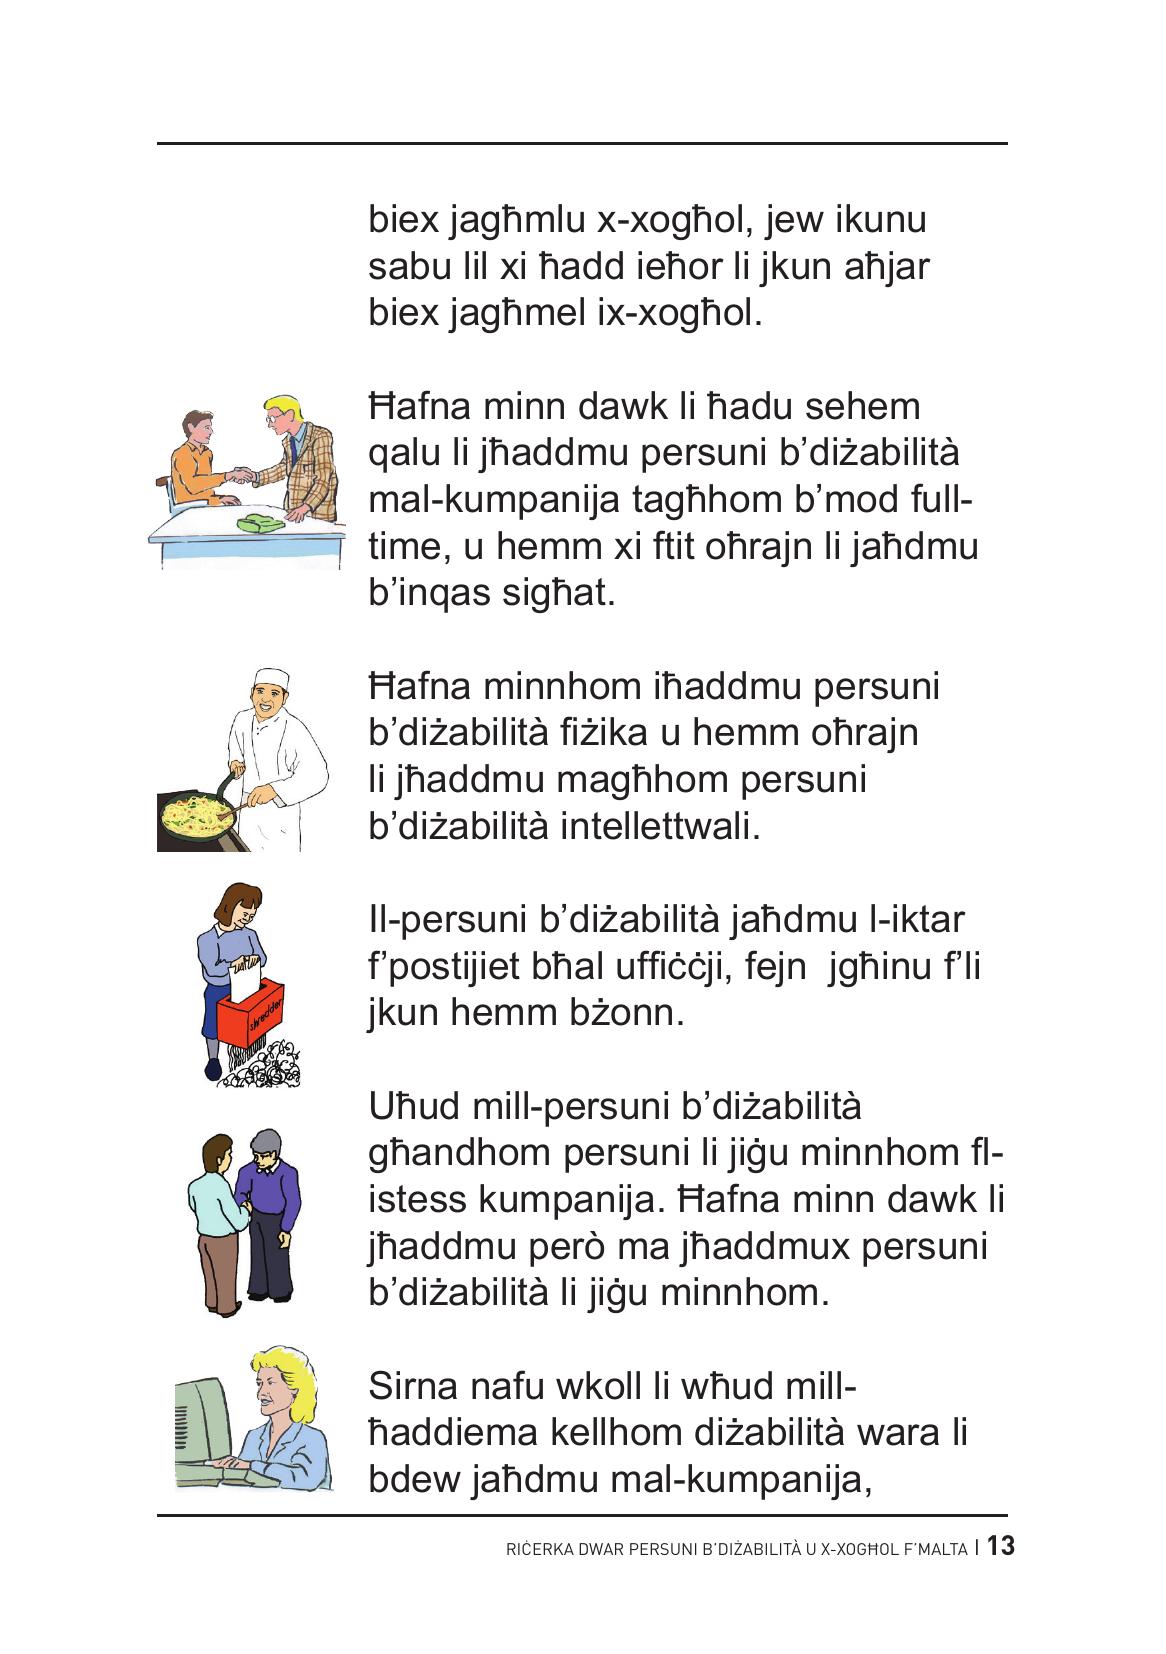 biex jagħmlu x-xogħol, jew ikunu
sabu lil xi ħadd ieħor li jkun aħjar
biex jagħmel ix-xogħol.
Ħafna minn dawk li ħadu sehem
qalu li jħaddmu persuni b’diżabilità
mal-kumpanija tagħhom b’mod full-
time, u hemm xi ftit oħrajn li jaħdmu
b’inqas sigħat.
Ħafna minnhom iħaddmu persuni
b’diżabilità fiżika u hemm oħrajn
li jħaddmu magħhom persuni
b’diżabilità intellettwali.
Il-persuni b’diżabilità jaħdmu l-iktar
f’postijiet bħal uffiċċji, fejn  jgħinu f’li
jkun hemm bżonn.
shredder
Uħud mill-persuni b’diżabilità
għandhom persuni li jiġu minnhom fl-
istess kumpanija. Ħafna minn dawk li
jħaddmu però ma jħaddmux persuni
b’diżabilità li jiġu minnhom.
Sirna nafu wkoll li wħud mill-
ħaddiema kellhom diżabilità wara li
bdew jaħdmu mal-kumpanija,
RIĊERKA DWAR PERSUNI B’DIŻABILITÀ U X-XOGĦOL F’MALTA | 13